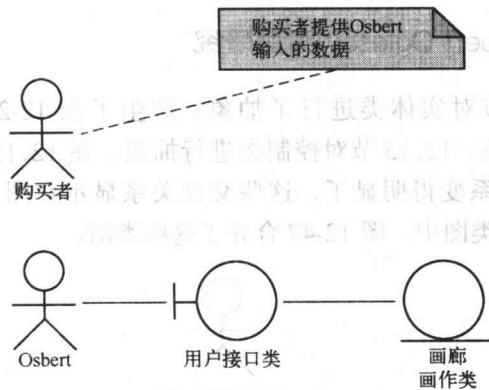 购买者提供Osbert
输入的数据
购买者
Osbert
用户接口类
画廊
画作类